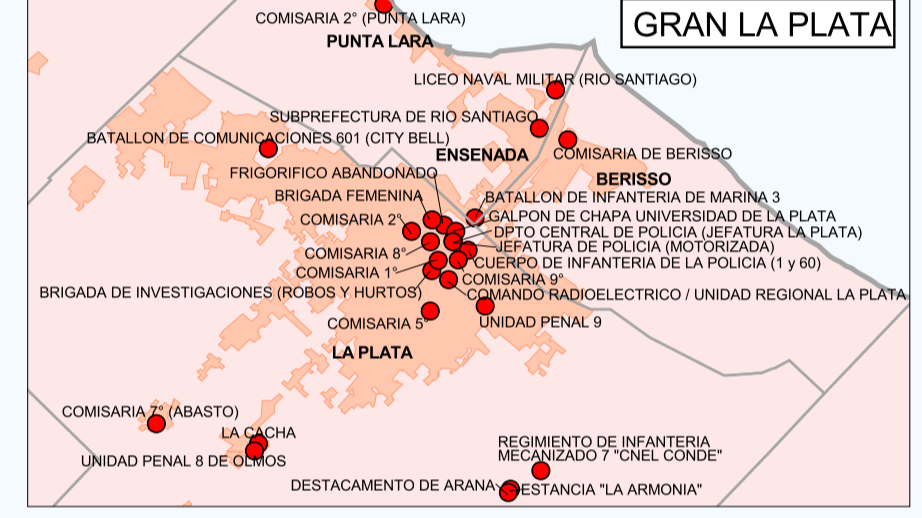 COMISARIA 2° (PUNTA LARA)
GRAN LA PLATA
PUNTA LARA
LICEO NAVAL MILITAR (RIO SANTIAGO)
SUBPREFECTURA DE RIO SANTIAGO
BATALLON DE COMUNICACIONES 601 (CITY BELL)
ENSENADA
COMISARIA DE BERISSO
FRIGORIFICO ABANDONADO
BERISSO
BRIGADA FEMENINA
BATALLON DE INFANTERIA DE MARINA 3
COMISARIA 2°
GALPON DE CHAPA UNIVERSIDAD DE LA PLATA
DPTO CENTRAL DE POLICIA (JEFATURA LA PLATA)
JEFATURA DE POLICIA (MOTORIZADA)
COMISARIA 8°
CUERPO DE INFANTERIA DE LA POLICIA (1 y 60)
COMISARIA 1°
COMISARIA 9°
BRIGADA DE INVESTIGACIONES (ROBOS Y HURTOS)
COMANDO RADIOELECTRICO / UNIDAD REGIONAL LA PLATA
COMISARIA 5°
UNIDAD PENAL 9
LA PLATA
COMISARIA 7° (ABASTO)
LA CACHA
UNIDAD PENAL 8 DE OLMOS
REGIMIENTO DE INFANTERIA
MECANIZADO 7 "CNEL CONDE"
DESTACAMENTO DE ARANA
ESTANCIA "LA ARMONIA"